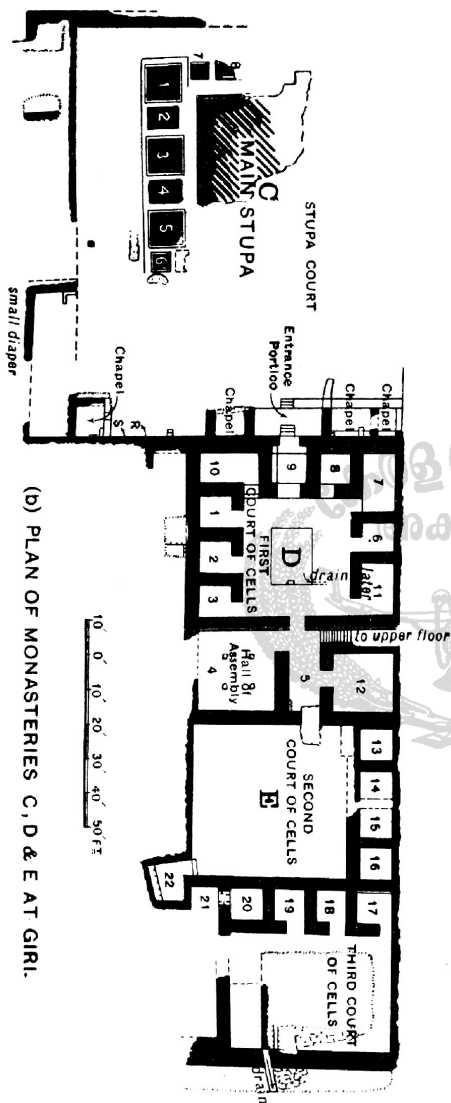 STUPA COURT
C
MAIN STUPA
1
2
3
4
5
6
7
8
small diaper
Chapel
R
S
Chapel
Entrance
Portico
Chapel
Chapel
10
9
8
7
1
2
3
6
11
later
FIRST
COURT OF CELLS
D
drain
to upper floor
Hall of
Assembly
4
5
12
SECOND
COURT OF CELLS
E
13
14
15
16
17
18
19
20
21
22
THIRD COURT
OF CELLS
drain
10' 0' 10 20 30 40 50 FT
(b) PLAN OF MONASTERIES C, D & E AT GIRI.